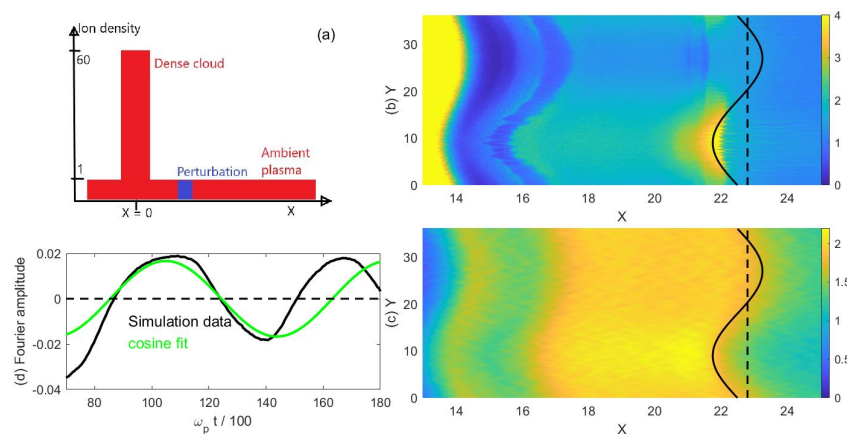 Ion density
(a)
60
Dense cloud
Perturbation
Ambient
plasma
1
X = 0
X
(b) Y
30
20
10
0
14
16
18
20
22
24
X
4
3
2
1
0
(d) Fourier amplitude
0.02
0
-0.02
-0.04
Simulation data
cosine fit
80
100
120
140
160
180
ω_p t / 100
(c) Y
30
20
10
0
14
16
18
20
22
24
X
2
1.5
1
0.5
0